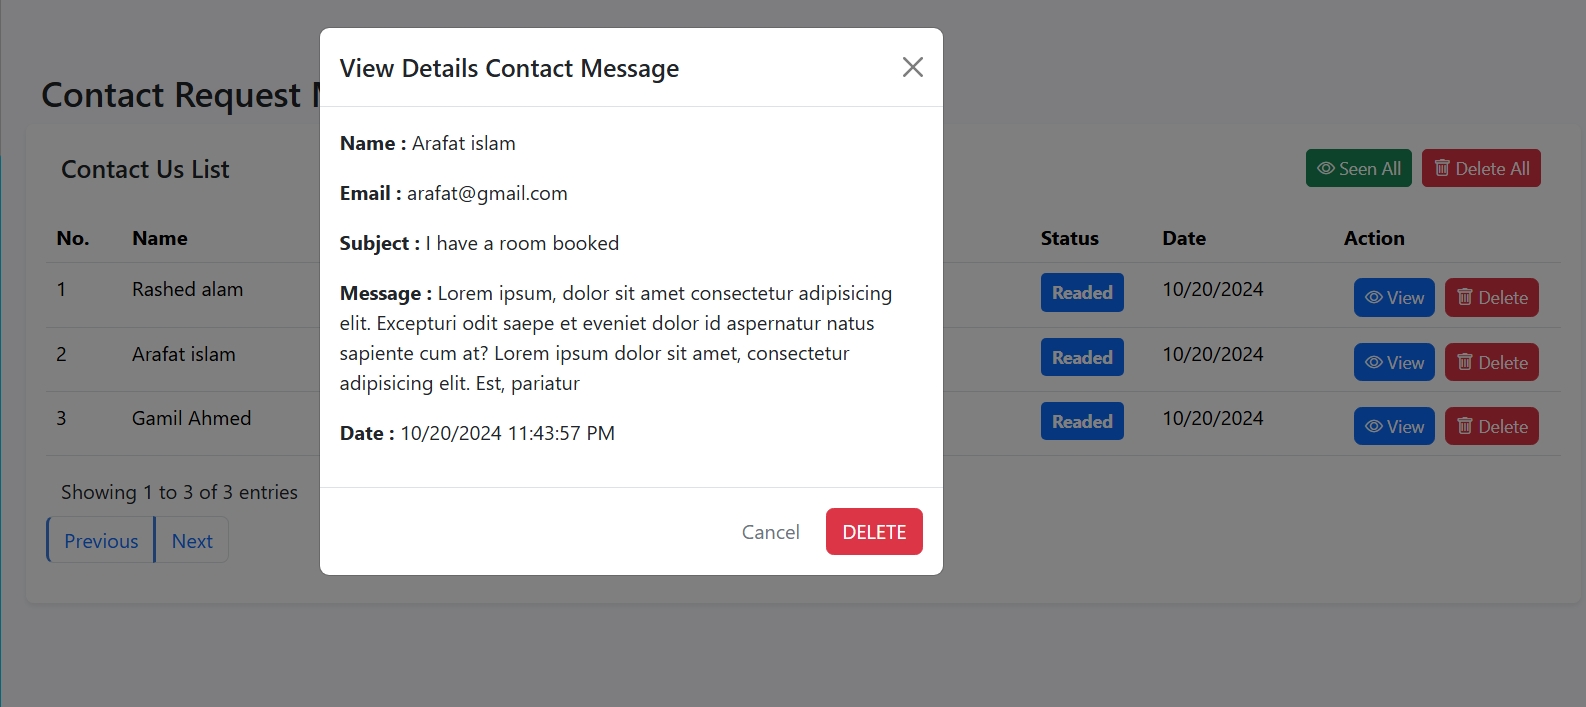 View Details Contact Message
Name : Arafat islam
Email : arafat@gmail.com
Subject : I have a room booked
Message : Lorem ipsum, dolor sit amet consectetur adipisicing
elit. Excepturi odit saepe et eveniet dolor id aspernatur natus
sapiente cum at? Lorem ipsum dolor sit amet, consectetur
adipisicing elit. Est, pariatur
Date : 10/20/2024 11:43:57 PM
Cancel DELETE
Contact Request
Contact Us List Seen All Delete All
No. Name Status Date Action
1 Rashed alam Readed 10/20/2024 View Delete
2 Arafat islam Readed 10/20/2024 View Delete
3 Gamil Ahmed Readed 10/20/2024 View Delete
Showing 1 to 3 of 3 entries
Previous Next